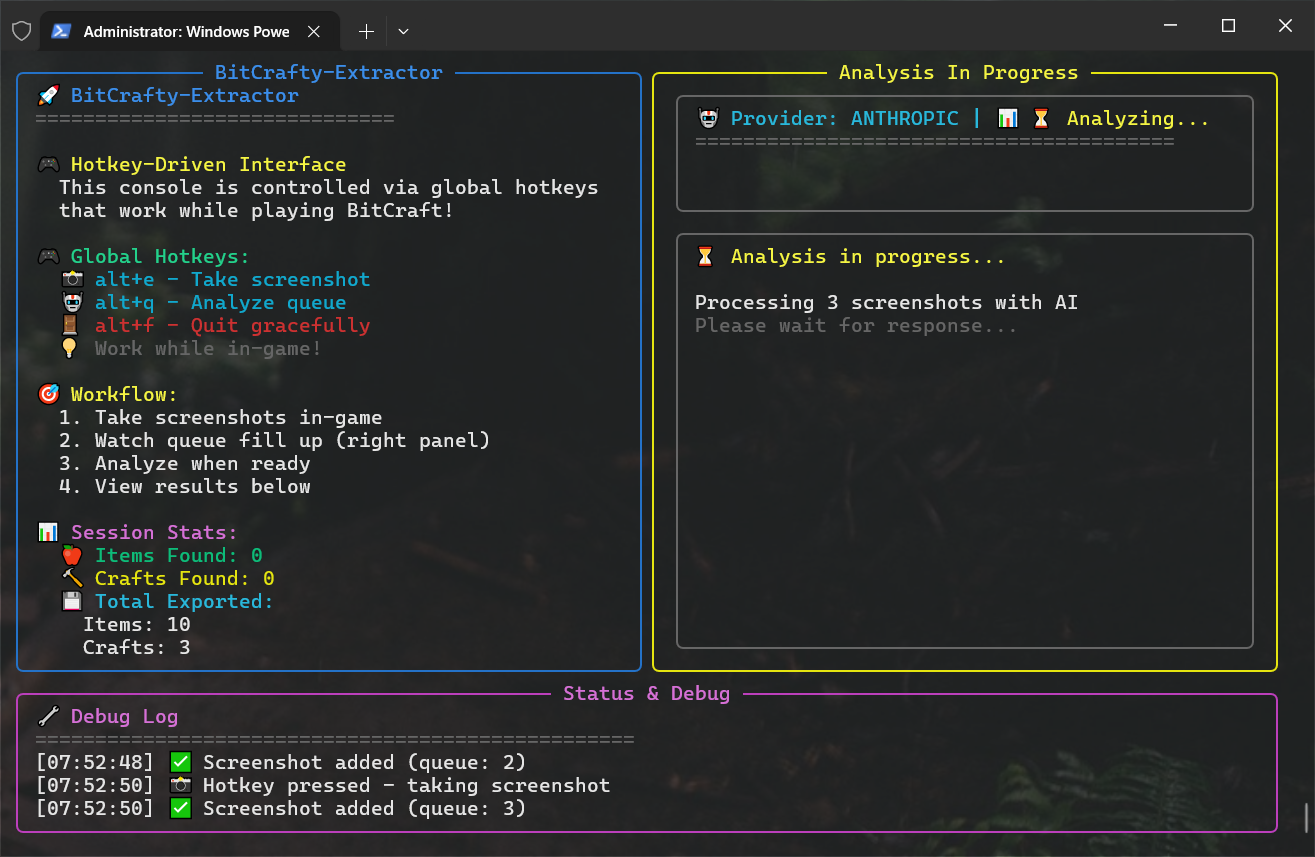 Administrator: Windows Powe
BitCrafty-Extractor
🚀 BitCrafty-Extractor
==============================
🎮 Hotkey-Driven Interface
This console is controlled via global hotkeys
that work while playing BitCraft!
🎮 Global Hotkeys:
📷 alt+e - Take screenshot
🤖 alt+q - Analyze queue
🚪 alt+f - Quit gracefully
💡 Work while in-game!
🎯 Workflow:
1. Take screenshots in-game
2. Watch queue fill up (right panel)
3. Analyze when ready
4. View results below
📊 Session Stats:
🍎 Items Found: 0
🔨 Crafts Found: 0
💾 Total Exported:
Items: 10
Crafts: 3
Analysis In Progress
🤖 Provider: ANTHROPIC | 📊 ⏳ Analyzing...
========================================
⏳ Analysis in progress...
Processing 3 screenshots with AI
Please wait for response...
Status & Debug
🔧 Debug Log
==================================================
[07:52:48] ✅ Screenshot added (queue: 2)
[07:52:50] 📷 Hotkey pressed - taking screenshot
[07:52:50] ✅ Screenshot added (queue: 3)